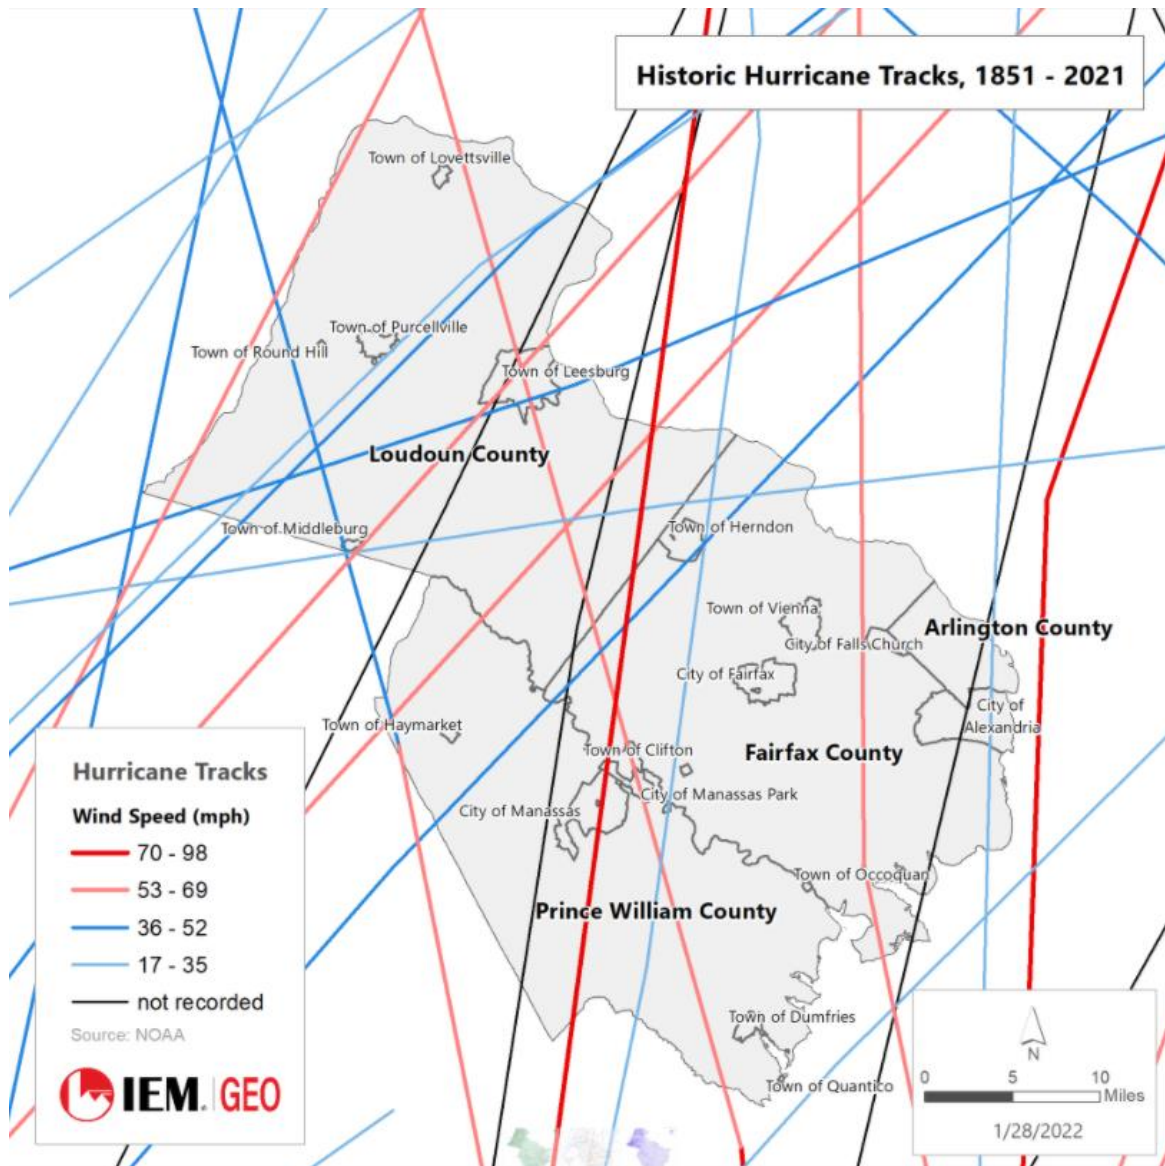 Historic Hurricane Tracks, 1851 - 2021
Town of Lovettsville
Town of Purcellville
Town of Round Hill
Town of Leesburg
Loudoun County
Town of Middleburg
Town of Herndon
Town of Vienna
Arlington County
City of Falls Church
City of Fairfax
City of
Alexandria
Town of Haymarket
Town of Clifton
Fairfax County
City of Manassas Park
City of Manassas
Town of Occoquan
Prince William County
Town of Dumfries
Town of Quantico
Hurricane Tracks
Wind Speed (mph)
70 - 98
53 - 69
36 - 52
17 - 35
not recorded
Source: NOAA
IEM. GEO
N
0 5 10
Miles
1/28/2022